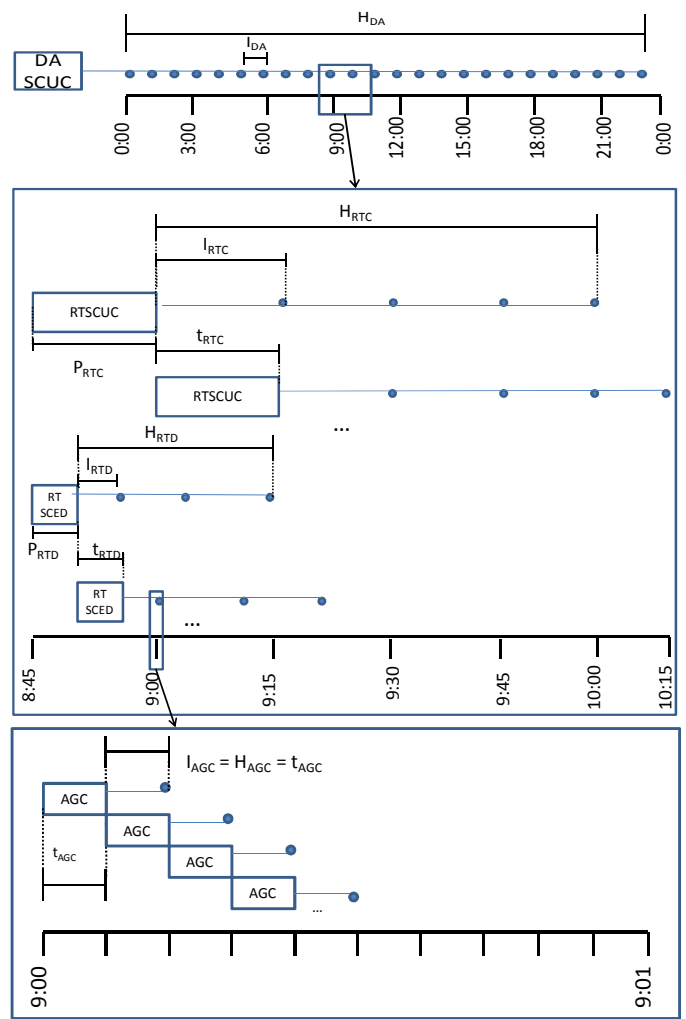 H_DA
I_DA
DA
SCUC
0:00
3:00
6:00
9:00
12:00
15:00
18:00
21:00
0:00
H_RTC
I_RTC
RTSCUC
P_RTC
t_RTC
RTSCUC
...
H_RTD
I_RTD
RT
SCED
P_RTD
t_RTD
RT
SCED
...
8:45
9:00
9:15
9:30
9:45
10:00
10:15
I_AGC = H_AGC = t_AGC
AGC
AGC
t_AGC
AGC
AGC
...
9:00
9:01